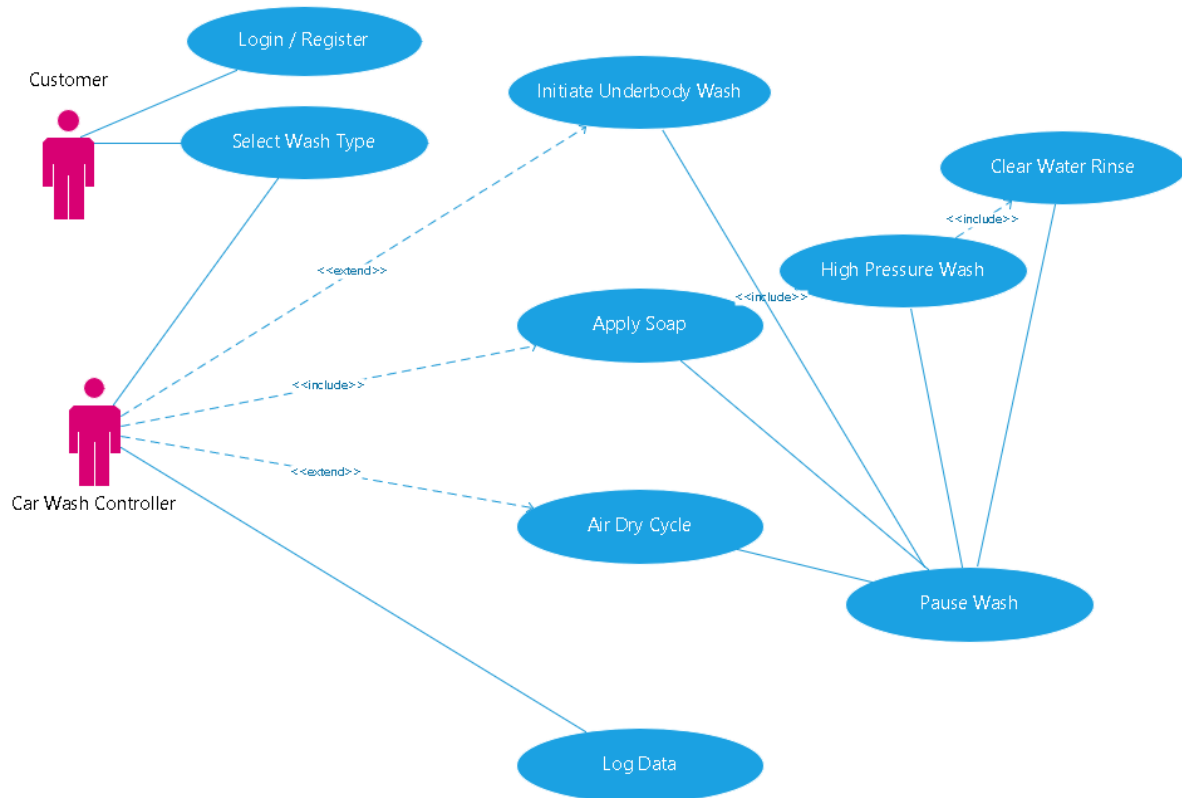 Login / Register
Customer
Initiate Underbody Wash
Select Wash Type
Clear Water Rinse
<<include>>
High Pressure Wash
<<extend>>
<<include>>
Apply Soap
<<include>>
<<extend>>
Car Wash Controller
Air Dry Cycle
Pause Wash
Log Data